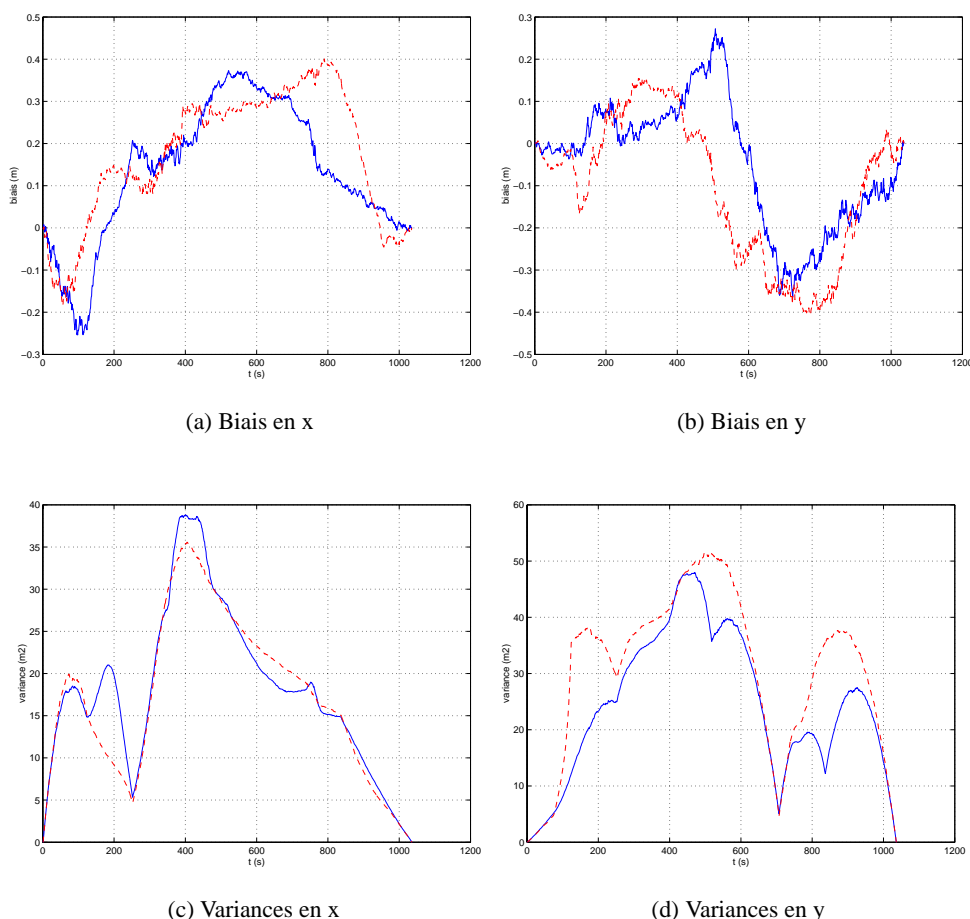 0.5
0.4
0.3
0.2
0.1
0
−0.1
−0.2
−0.3
biais (m)
0 200 400 600 800 1000 1200
t (s)
(a) Biais en x
0.3
0.2
0.1
0
−0.1
−0.2
−0.3
−0.4
−0.5
biais (m)
0 200 400 600 800 1000 1200
t (s)
(b) Biais en y
40
35
30
25
20
15
10
5
0
variance (m2)
0 200 400 600 800 1000 1200
t (s)
(c) Variances en x
60
50
40
30
20
10
0
variance (m2)
0 200 400 600 800 1000 1200
t (s)
(d) Variances en y